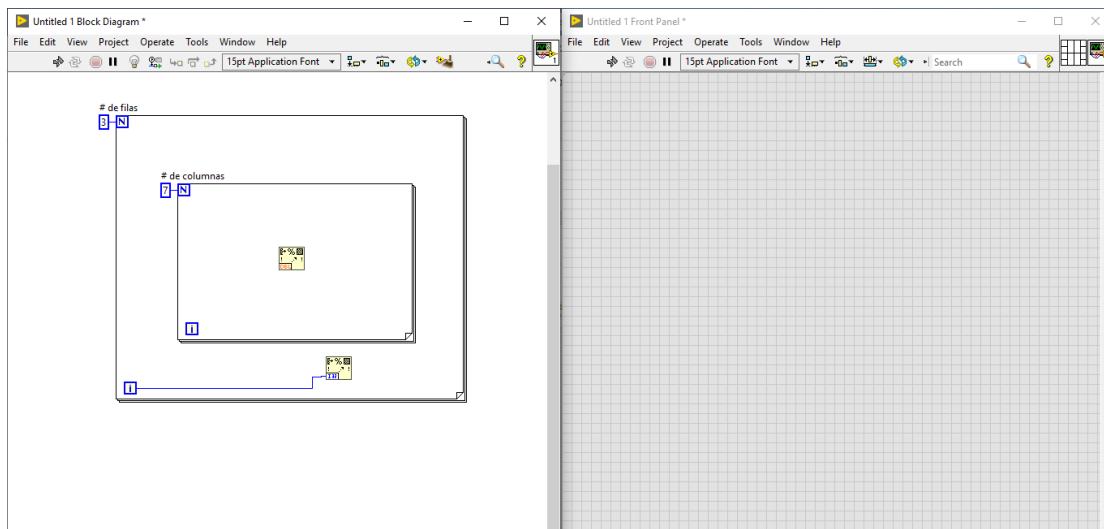 Untitled 1 Block Diagram *
File Edit View Project Operate Tools Window Help
15pt Application Font
1
# de filas
3 N
# de columnas
7 N
i
i
Untitled 1 Front Panel *
File Edit View Project Operate Tools Window Help
15pt Application Font
Search